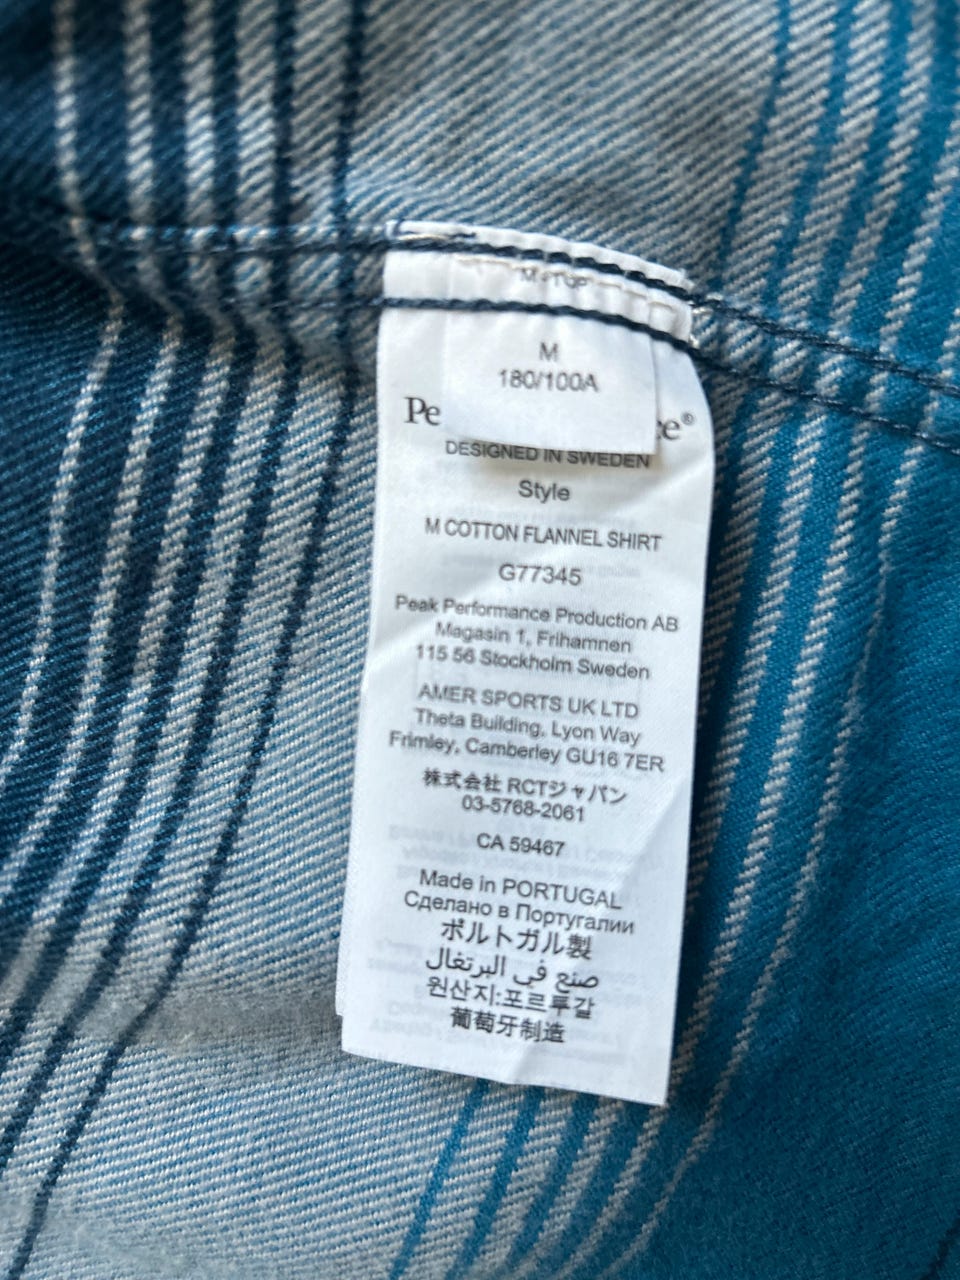 M - TOP
M
180/100A
Pe ce®
DESIGNED IN SWEDEN
Style
M COTTON FLANNEL SHIRT
G77345
Peak Performance Production AB
Magasin 1, Frihamnen
115 56 Stockholm Sweden
AMER SPORTS UK LTD
Theta Building, Lyon Way
Frimley, Camberley GU16 7ER
株式会社 RCTジャパン
03-5768-2061
CA 59467
Made in PORTUGAL
Сделано в Португалии
ポルトガル製
صنع في البرتغال
원산지:포르투갈
葡萄牙制造